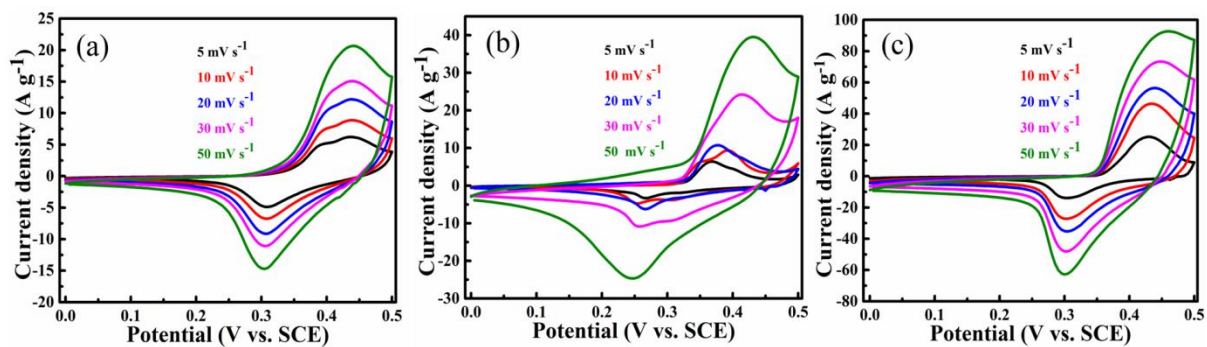 (a)
5 mV s-1
10 mV s-1
20 mV s-1
30 mV s-1
50 mV s-1
25
20
15
10
5
0
-5
-10
-15
-20
0.0 0.1 0.2 0.3 0.4 0.5
Current density (A g-1)
Potential (V vs. SCE)
(b)
5 mV s-1
10 mV s-1
20 mV s-1
30 mV s-1
50 mV s-1
40
30
20
10
0
-10
-20
-30
0.0 0.1 0.2 0.3 0.4 0.5
Current density (A g-1)
Potential (V vs. SCE)
(c)
5 mV s-1
10 mV s-1
20 mV s-1
30 mV s-1
50 mV s-1
100
80
60
40
20
0
-20
-40
-60
-80
0.0 0.1 0.2 0.3 0.4 0.5
Current density (A g-1)
Potential (V vs. SCE)